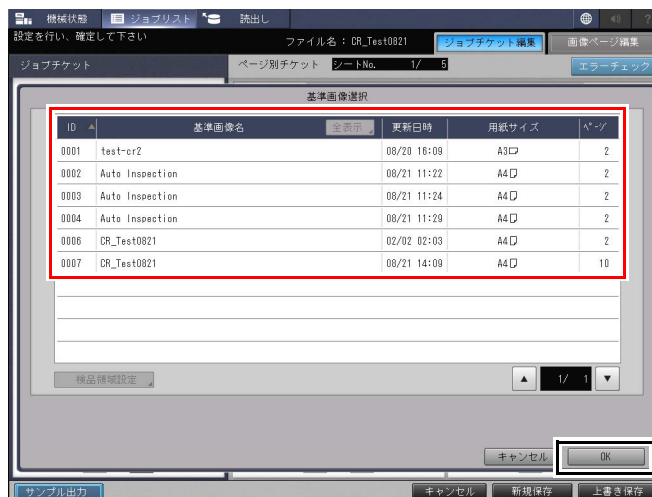 機械状態 ジョブリスト 読出し
設定を行い、確定して下さい
ファイル名：CR_Test0821 ジョブチケット編集 画像ページ編集
ジョブチケット ページ別チケット シートNo. 1/ 5 エラーチェック
基準画像選択
ID 基準画像名 全表示 更新日時 用紙サイズ ページ
0001 test-cr2 08/20 16:09 A3 2
0002 Auto Inspection 08/21 11:22 A4 2
0003 Auto Inspection 08/21 11:24 A4 2
0004 Auto Inspection 08/21 11:29 A4 2
0006 CR_Test0821 02/02 02:03 A4 2
0007 CR_Test0821 08/21 14:09 A4 10
検品領域設定 1/ 1
キャンセル OK
サンプル出力 キャンセル 新規保存 上書き保存